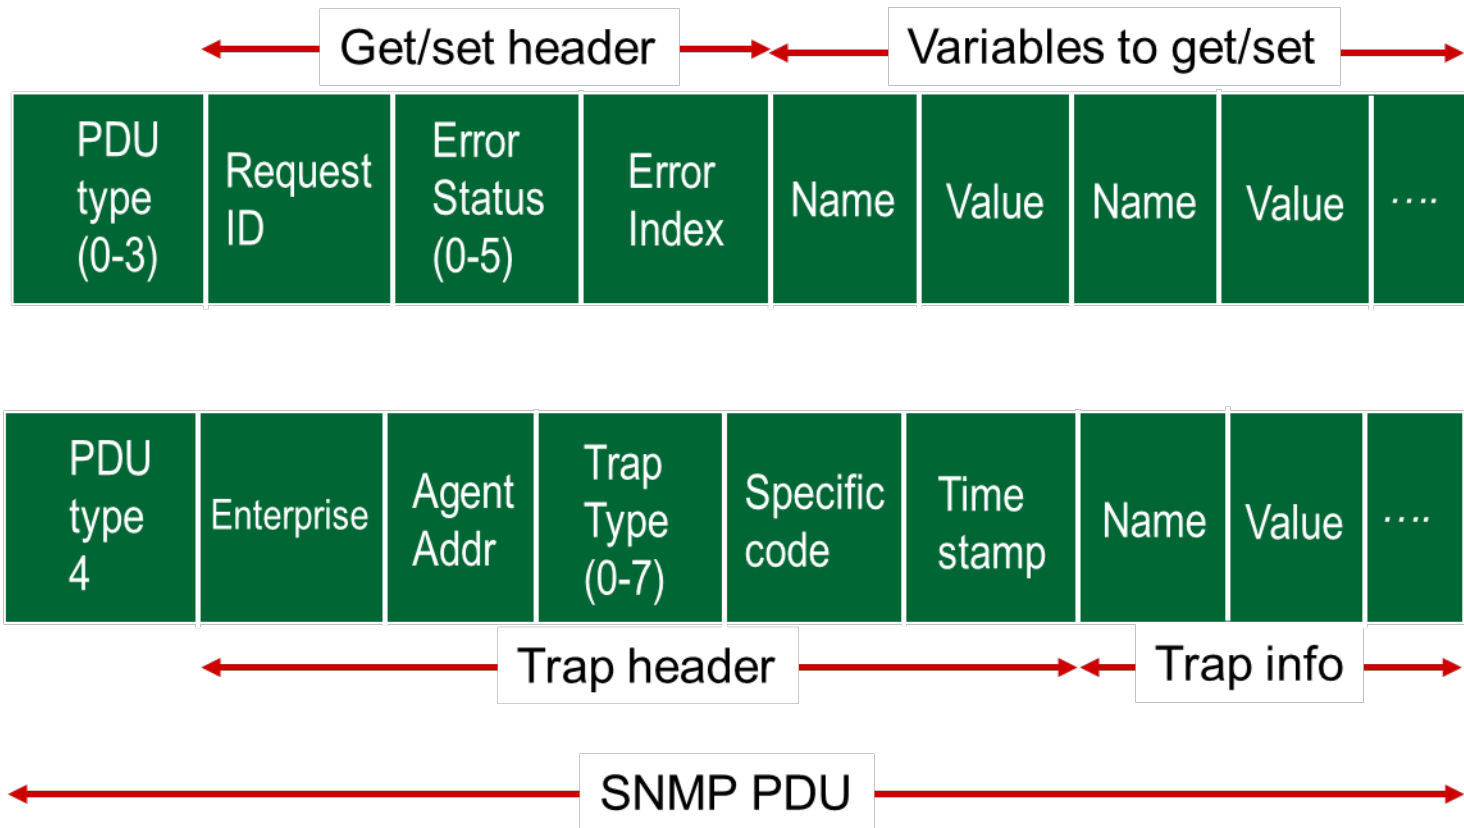 Get/set header
Variables to get/set
PDU
type
(0-3)
Request
ID
Error
Status
(0-5)
Error
Index
Name
Value
Name
Value
....
PDU
type
4
Enterprise
Agent
Addr
Trap
Type
(0-7)
Specific
code
Time
stamp
Name
Value
....
Trap header
Trap info
SNMP PDU